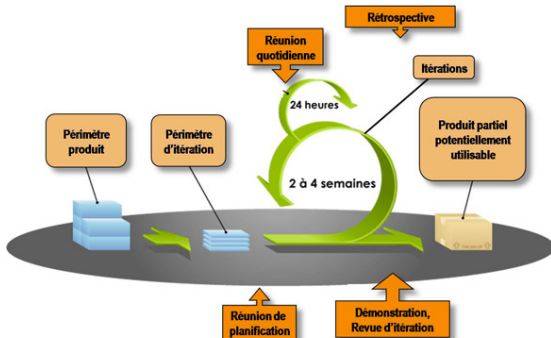 Rétrospective
Réunion
quotidienne
Itérations
24 heures
Périmètre
produit
Périmètre
d'itération
Produit partiel
potentiellement
utilisable
2 à 4 semaines
Réunion de
planification
Démonstration,
Revue d'itération